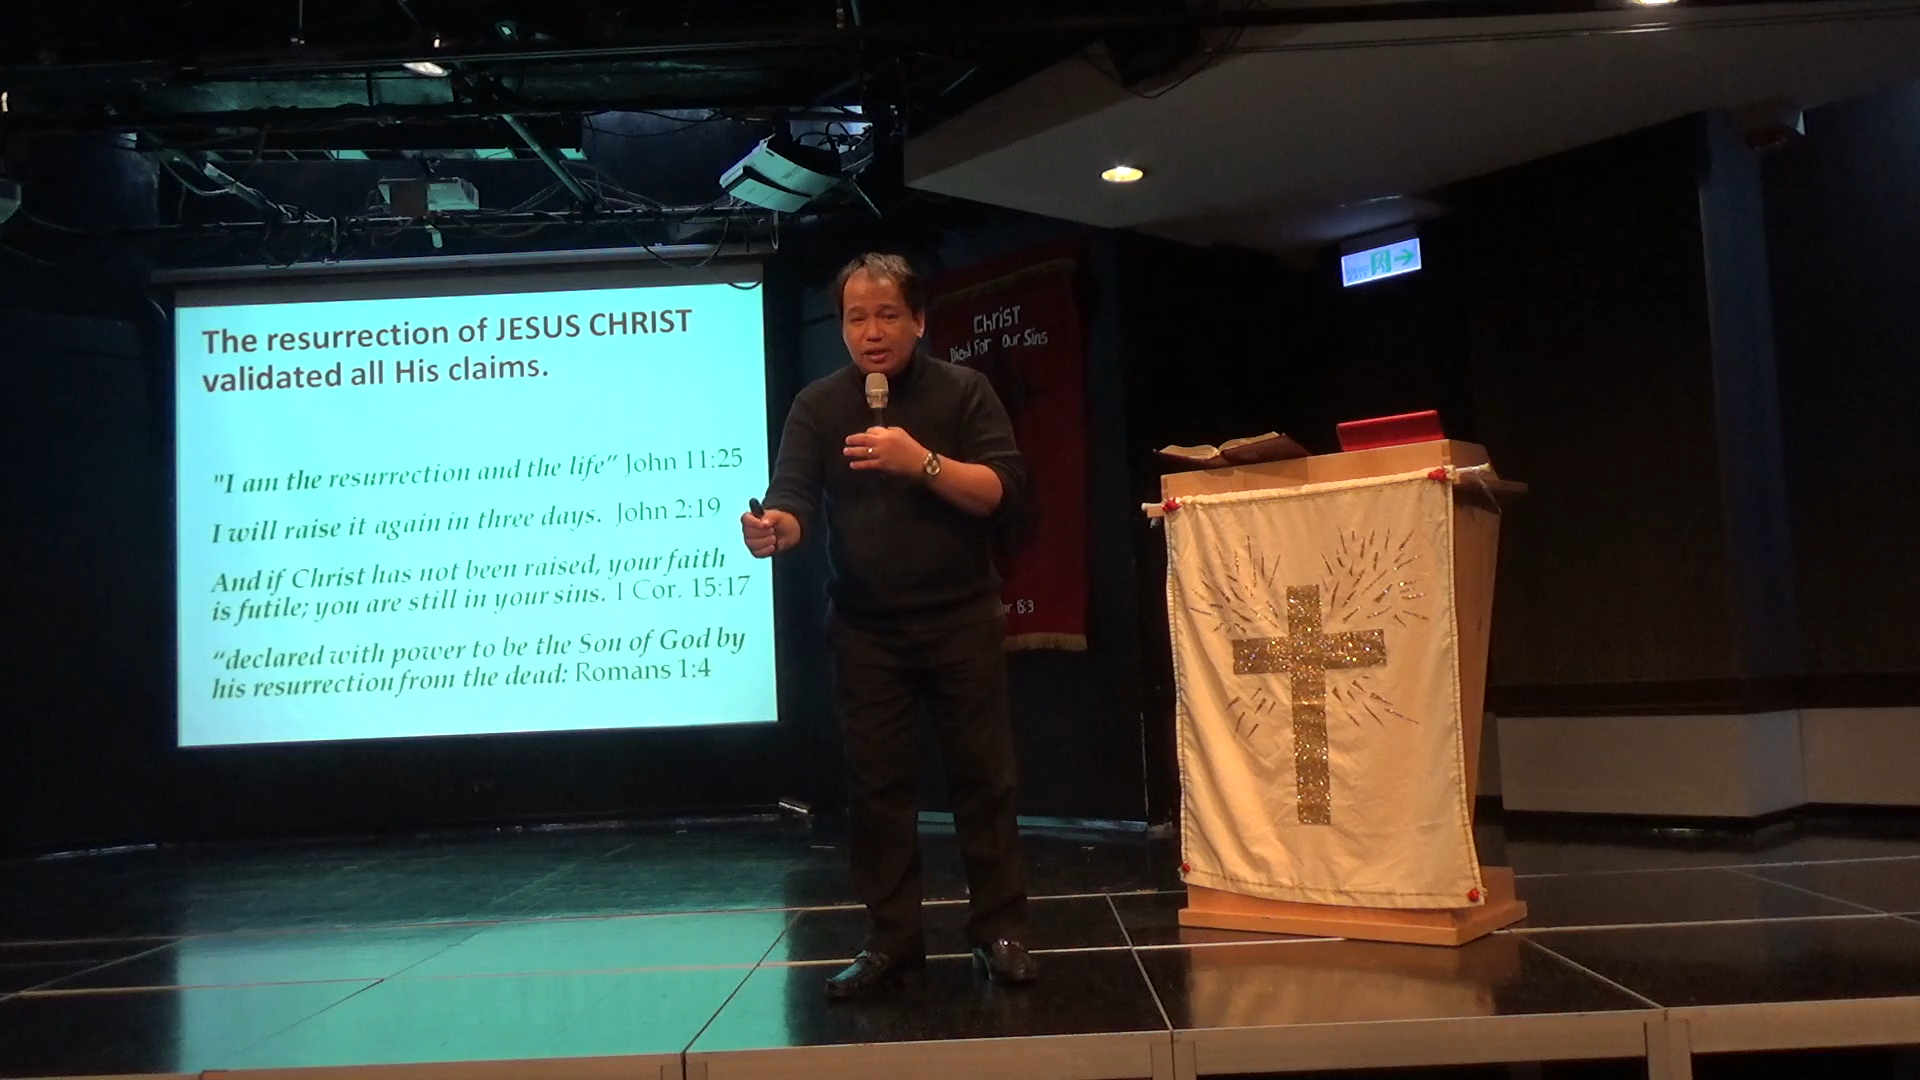 The resurrection of JESUS CHRIST
validated all His claims.
"I am the resurrection and the life" John 11:25
I will raise it again in three days. John 2:19
And if Christ has not been raised, your faith
is futile; you are still in your sins. 1 Cor. 15:17
“declared with power to be the Son of God by
his resurrection from the dead: Romans 1:4
Christ
Died For Our Sins
15:3
EXIT